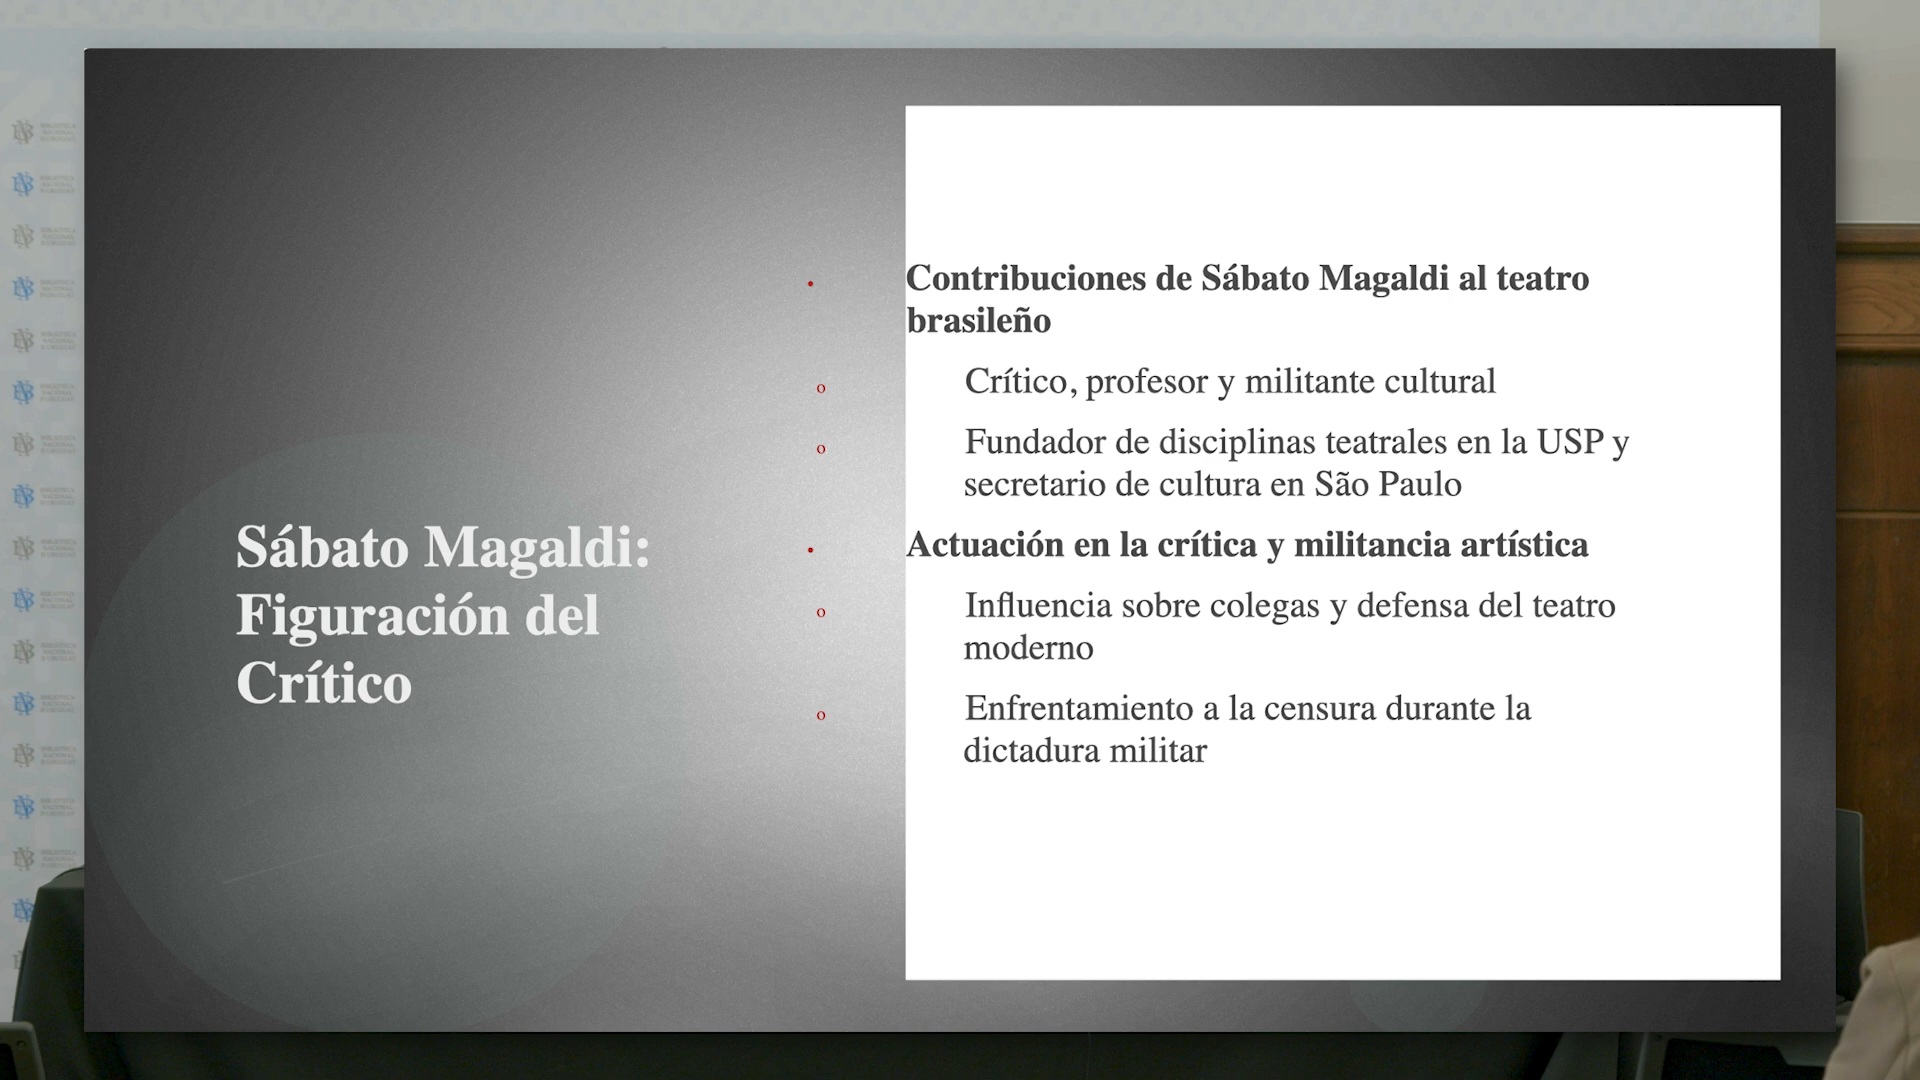 Sábato Magaldi:
Figuración del
Crítico
• Contribuciones de Sábato Magaldi al teatro
brasileño
o Crítico, profesor y militante cultural
o Fundador de disciplinas teatrales en la USP y
secretario de cultura en São Paulo
• Actuación en la crítica y militancia artística
o Influencia sobre colegas y defensa del teatro
moderno
o Enfrentamiento a la censura durante la
dictadura militar